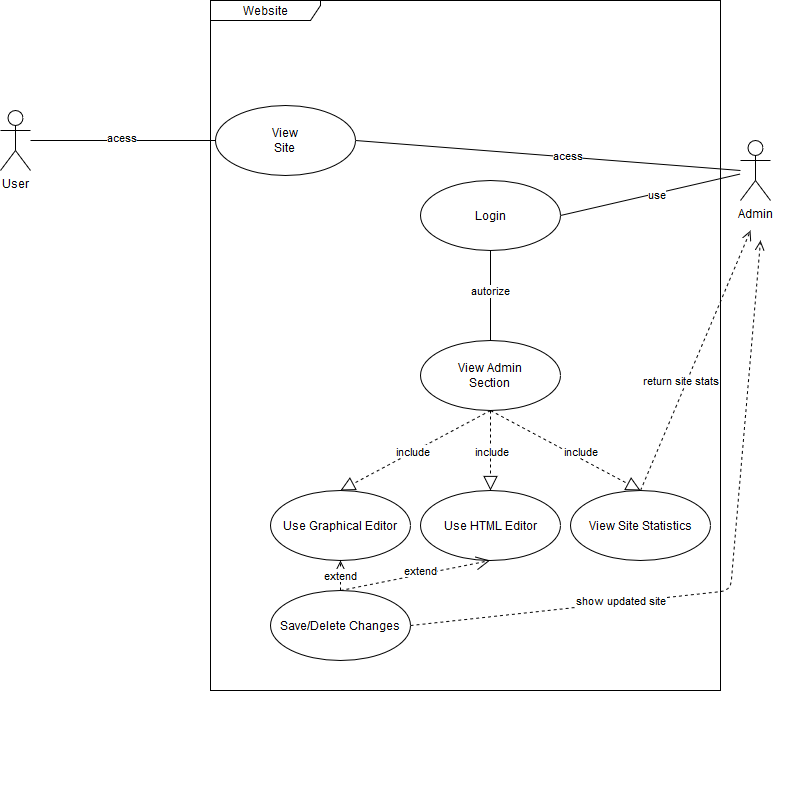 Website
View
Site
acess
acess
User
Admin
use
Login
autorize
View Admin
Section
return site stats
include
include
include
Use Graphical Editor
Use HTML Editor
View Site Statistics
extend
extend
show updated site
Save/Delete Changes